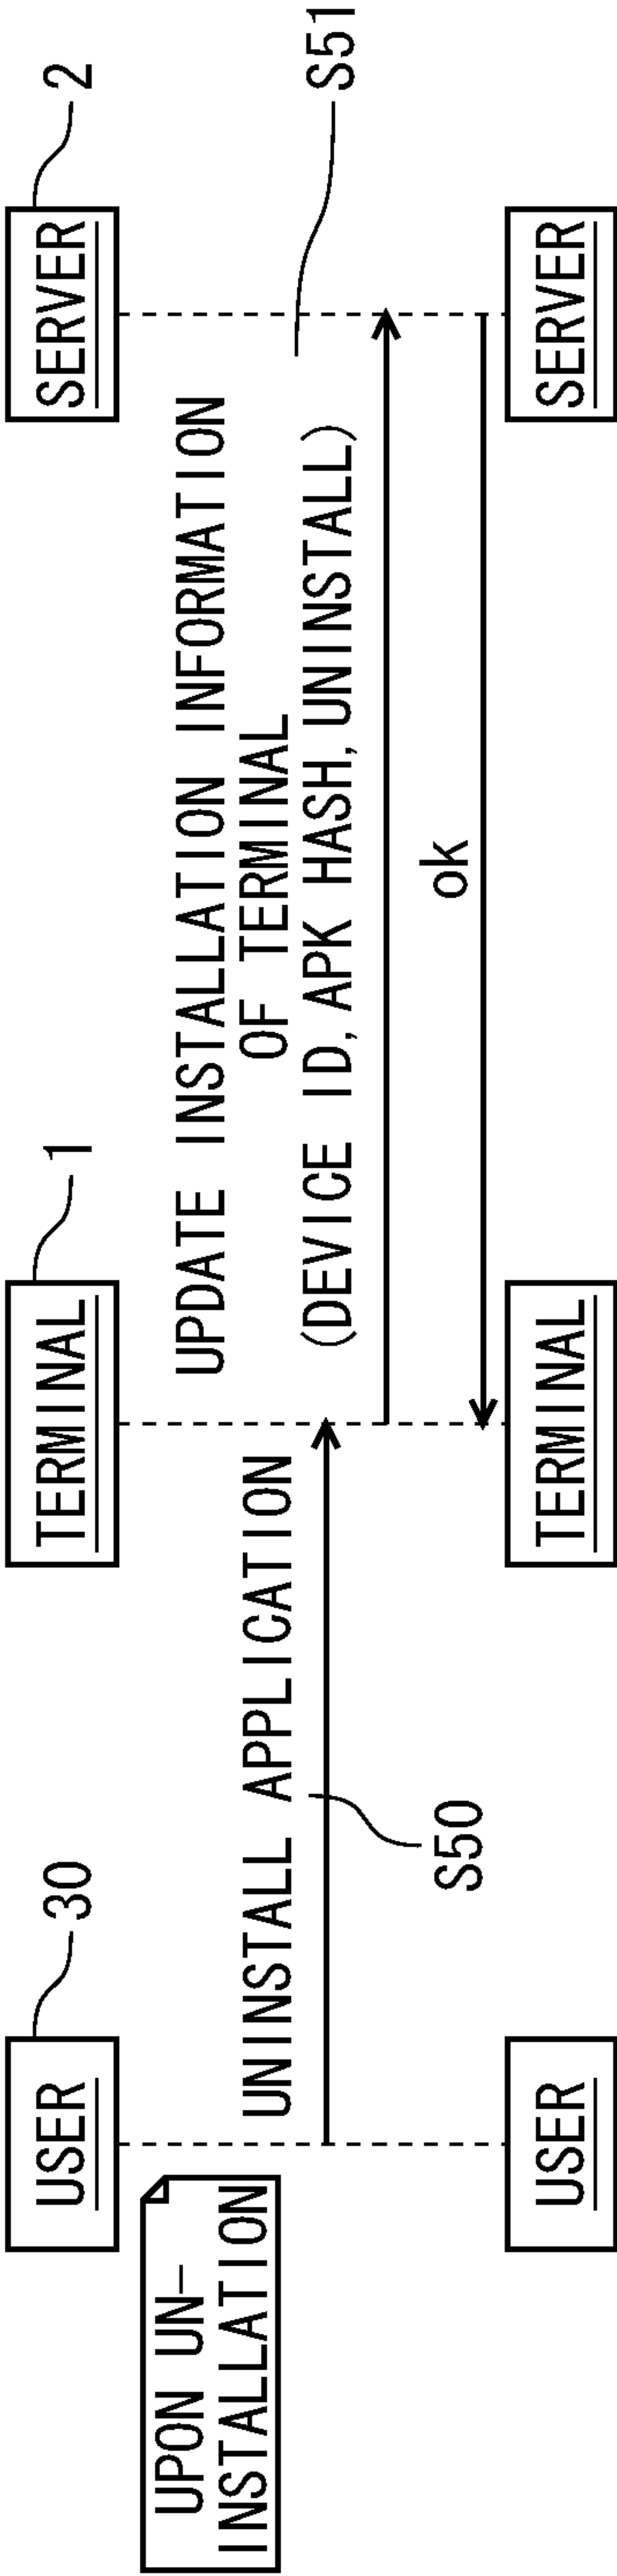 USER
30
TERMINAL
1
SERVER
2
UPON UN-
INSTALLATION
UNINSTALL APPLICATION
S50
UPDATE INSTALLATION INFORMATION
OF TERMINAL
(DEVICE ID, APK HASH, UNINSTALL)
S51
ok
USER
TERMINAL
SERVER